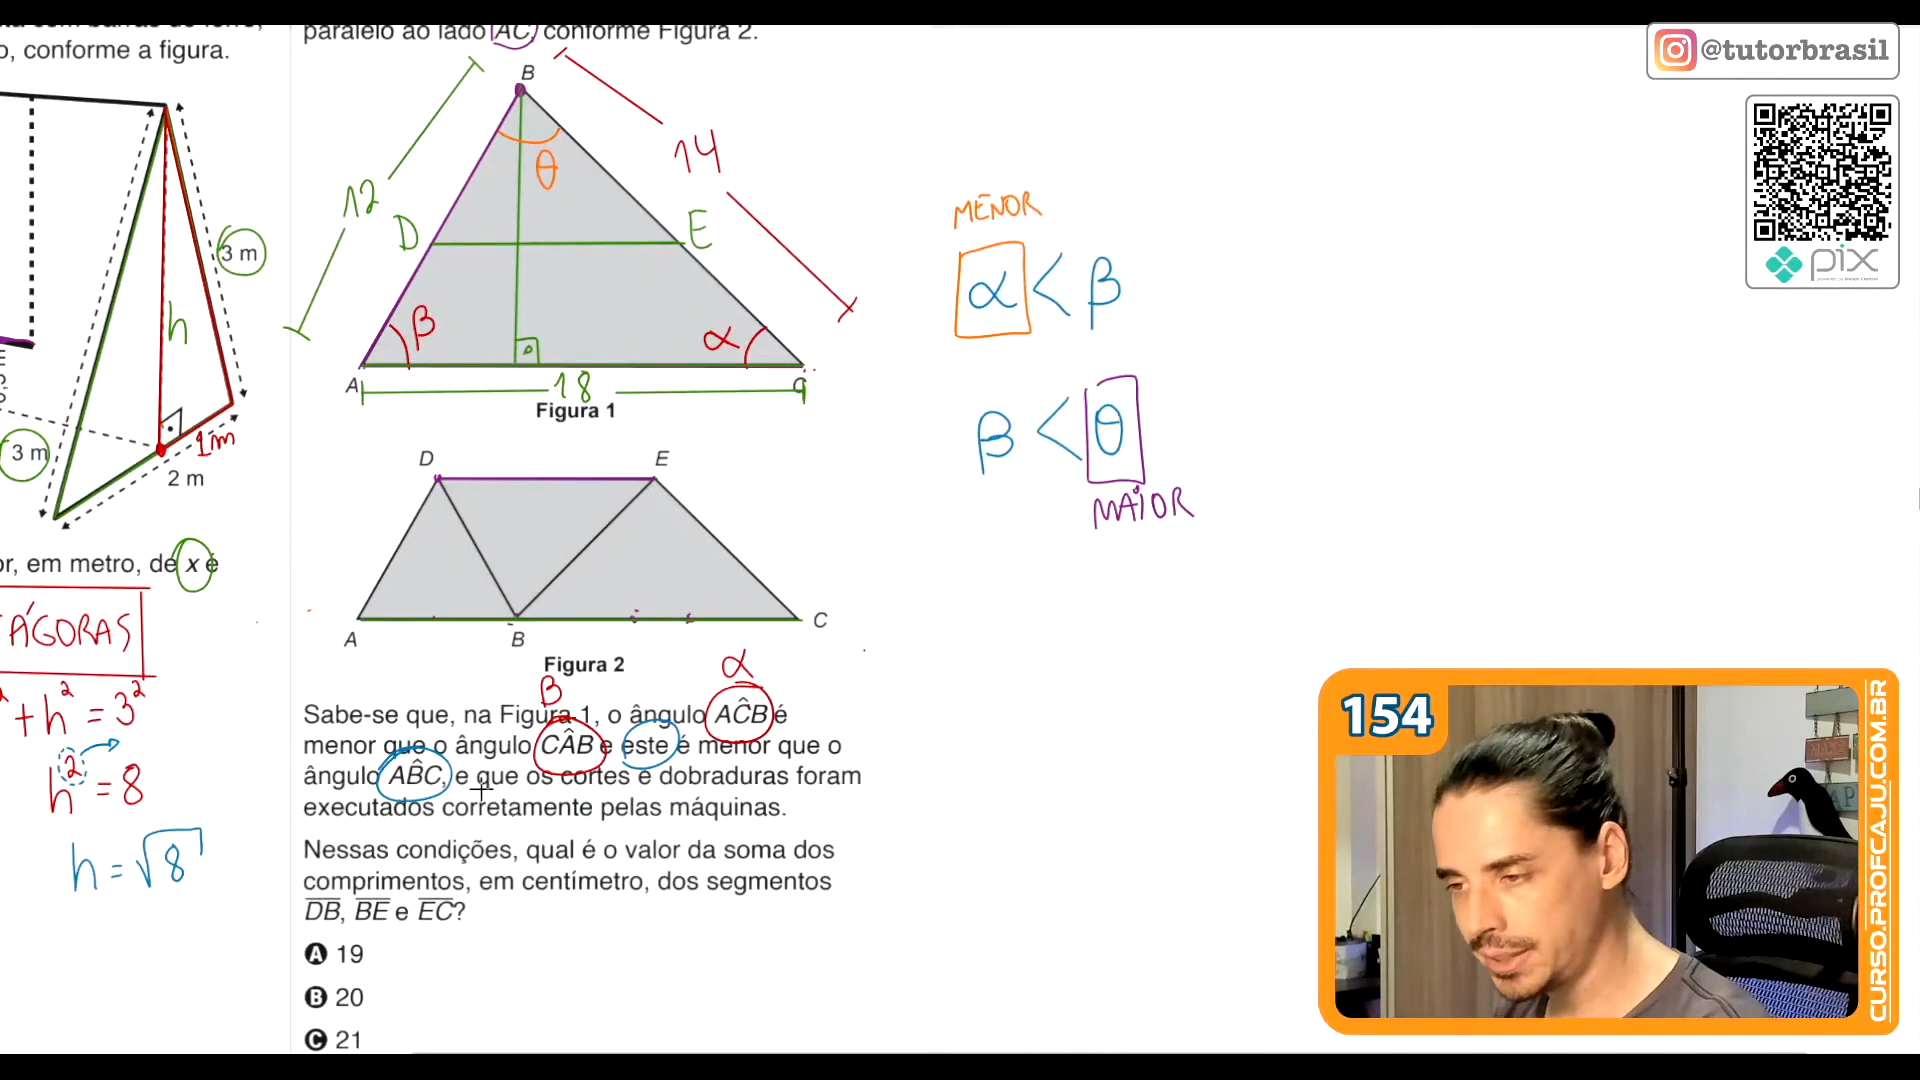 o, conforme a figura.
3 m
h
3 m
1m
2 m
or, em metro, de x é
TÁGORAS
+ h² = 3²
h² = 8
h = √8
paralelo ao lado AC, conforme Figura 2.
B
θ
14
12
D
E
β
α
A
18
C
Figura 1
D
E
A
B
C
Figura 2
β
α
Sabe-se que, na Figura 1, o ângulo AĈB é
menor que o ângulo CÂB e este é menor que o
ângulo AB̂C, e que os cortes e dobraduras foram
executados corretamente pelas máquinas.
Nessas condições, qual é o valor da soma dos
comprimentos, em centímetro, dos segmentos
DB, BE e EC?
A 19
B 20
C 21
MENOR
α < β
β < θ
MAIOR
@tutorbrasil
pix
154
CURSO.PROFCAJU.COM.BR